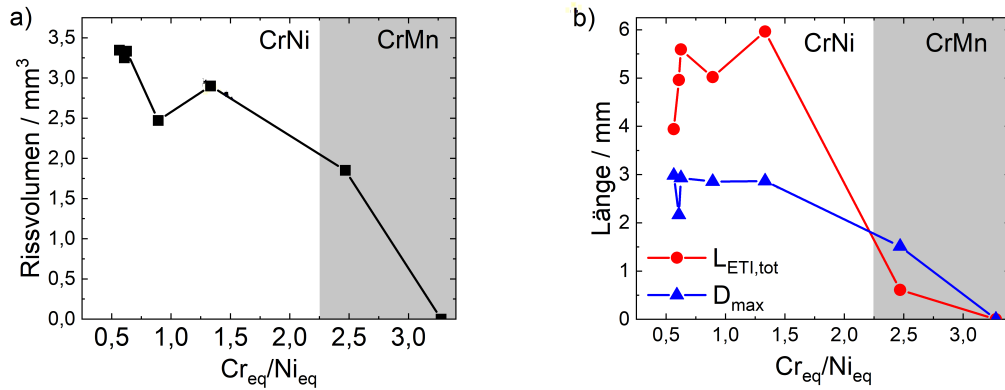 a)
CrNi
CrMn
3,5
3,0
2,5
2,0
1,5
1,0
0,5
0,0
Rissvolumen / mm³
0,5
1,0
1,5
2,0
2,5
3,0
Cr_eq/Ni_eq
b)
CrNi
CrMn
6
5
4
3
2
1
0
Länge / mm
L_ETI,tot
D_max
0,5
1,0
1,5
2,0
2,5
3,0
Cr_eq/Ni_eq